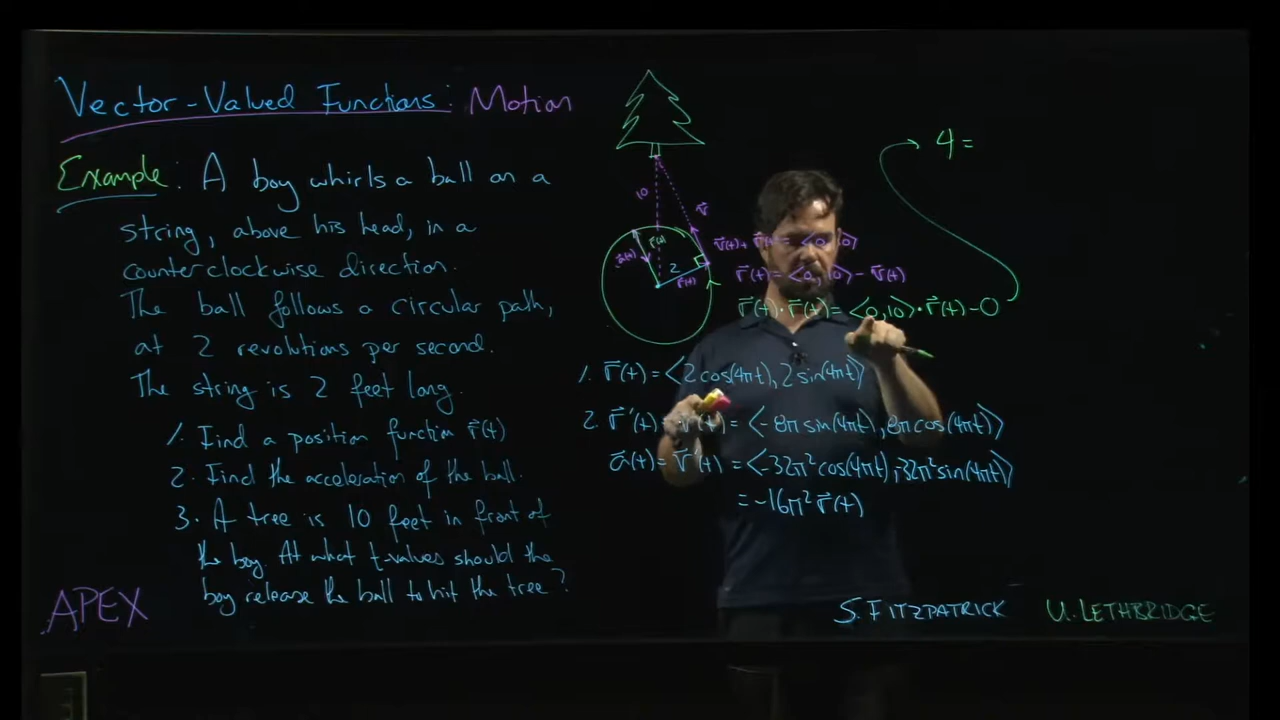 Vector-Valued Functions: Motion
Example: A boy whirls a ball on a
string, above his head, in a
counterclockwise direction.
The ball follows a circular path,
at 2 revolutions per second.
The string is 2 feet long.
1. Find a position function r⃗(t)
2. Find the acceleration of the ball.
3. A tree is 10 feet in front of
the boy. At what t-values should the
boy release the ball to hit the tree?
APEX
10
v⃗
r⃗(t)
a⃗(t)
2
r⃗(t)
4 =
r⃗(t) = ⟨0, 10⟩ - v⃗(t)
r⃗(t)·r⃗(t) = ⟨0,10⟩·r⃗(t) - 0
1. r⃗(t) = ⟨2cos(4πt), 2sin(4πt)⟩
2. r⃗'(t) = v⃗(t) = ⟨-8π sin(4πt), 8π cos(4πt)⟩
a⃗(t) = v⃗'(t) = ⟨-32π² cos(4πt), 32π² sin(4πt)⟩
= -16π² r⃗(t)
S. FITZPATRICK U. LETHBRIDGE